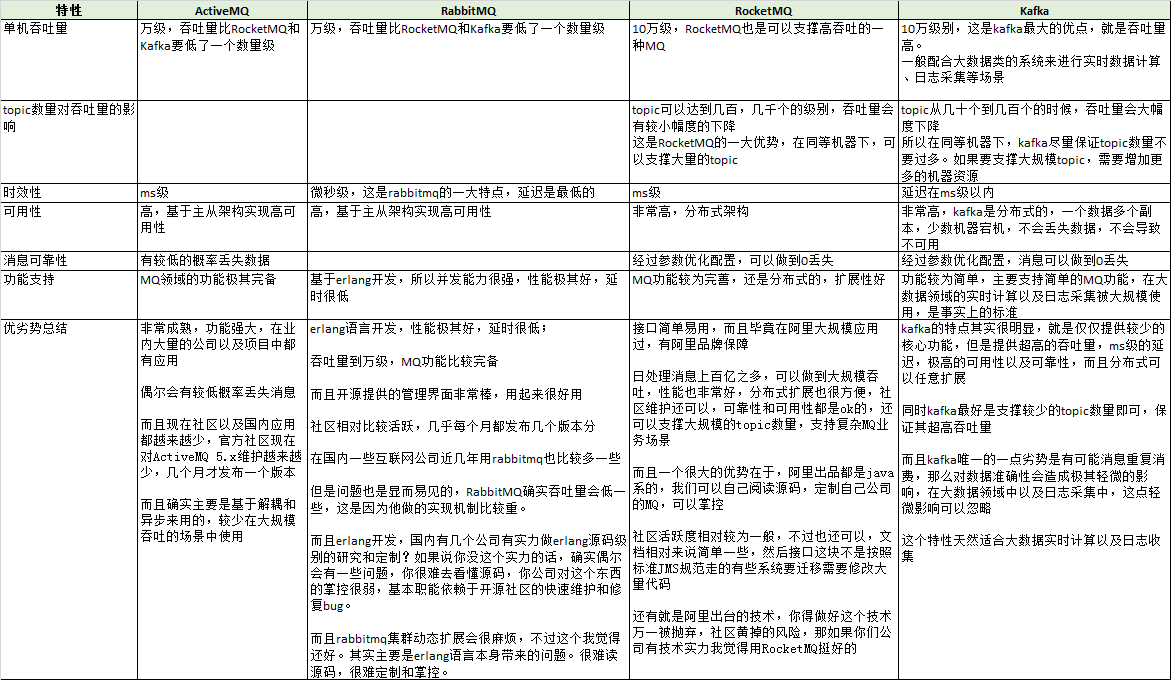 特性
ActiveMQ
RabbitMQ
RocketMQ
Kafka
单机吞吐量
万级，吞吐量比RocketMQ和
Kafka要低了一个数量级
万级，吞吐量比RocketMQ和Kafka要低了一个数量级
10万级，RocketMQ也是可以支撑高吞吐的一
种MQ
10万级别，这是kafka最大的优点，就是吞吐量
高。
一般配合大数据类的系统来进行实时数据计算
、日志采集等场景
topic数量对吞吐量的影
响
topic可以达到几百，几千个的级别，吞吐量会
有较小幅度的下降
这是RocketMQ的一大优势，在同等机器下，可
以支撑大量的topic
topic从几十个到几百个的时候，吞吐量会大幅
度下降
所以在同等机器下，kafka尽量保证topic数量不
要过多。如果要支撑大规模topic，需要增加更
多的机器资源
时效性
ms级
微秒级，这是rabbitmq的一大特点，延迟是最低的
ms级
延迟在ms级以内
可用性
高，基于主从架构实现高可
用性
高，基于主从架构实现高可用性
非常高，分布式架构
非常高，kafka是分布式的，一个数据多个副
本，少数机器宕机，不会丢失数据，不会导致
不可用
消息可靠性
有较低的概率丢失数据
经过参数优化配置，可以做到0丢失
经过参数优化配置，消息可以做到0丢失
功能支持
MQ领域的功能极其完备
基于erlang开发，所以并发能力很强，性能极其好，延
时很低
MQ功能较为完善，还是分布式的，扩展性好
功能较为简单，主要支持简单的MQ功能，在大
数据领域的实时计算以及日志采集被大规模使
用，是事实上的标准
优劣势总结
非常成熟，功能强大，在业
内大量的公司以及项目中都
有应用
偶尔会有较低概率丢失消息
而且现在社区以及国内应用
都越来越少，官方社区现在
对ActiveMQ 5.x维护越来越
少，几个月才发布一个版本
而且确实主要是基于解耦和
异步来用的，较少在大规模
吞吐的场景中使用
erlang语言开发，性能极其好，延时很低；
吞吐量到万级，MQ功能比较完备
而且开源提供的管理界面非常棒，用起来很好用
社区相对比较活跃，几乎每个月都发布几个版本分
在国内一些互联网公司近几年用rabbitmq也比较多一些
但是问题也是显而易见的，RabbitMQ确实吞吐量会低一
些，这是因为他做的实现机制比较重。
而且erlang开发，国内有几个公司有实力做erlang源码级
别的研究和定制？如果说你没这个实力的话，确实偶尔
会有一些问题，你很难去看懂源码，你公司对这个东西
的掌控很弱，基本职能依赖于开源社区的快速维护和修
复bug。
而且rabbitmq集群动态扩展会很麻烦，不过这个我觉得
还好。其实主要是erlang语言本身带来的问题。很难读
源码，很难定制和掌控。
接口简单易用，而且毕竟在阿里大规模应用
过，有阿里品牌保障
日处理消息上百亿之多，可以做到大规模吞
吐，性能也非常好，分布式扩展也很方便，社
区维护还可以，可靠性和可用性都是ok的，还
可以支撑大规模的topic数量，支持复杂MQ业
务场景
而且一个很大的优势在于，阿里出品都是java
系的，我们可以自己阅读源码，定制自己公司
的MQ，可以掌控
社区活跃度相对较为一般，不过也还可以，文
档相对来说简单一些，然后接口这块不是按照
标准JMS规范走的有些系统要迁移需要修改大
量代码
还有就是阿里出台的技术，你得做好这个技术
万一被抛弃，社区黄掉的风险，那如果你们公
司有技术实力我觉得用RocketMQ挺好的
kafka的特点其实很明显，就是仅仅提供较少的
核心功能，但是提供超高的吞吐量，ms级的延
迟，极高的可用性以及可靠性，而且分布式可
以任意扩展
同时kafka最好是支撑较少的topic数量即可，保
证其超高吞吐量
而且kafka唯一的一点劣势是有可能消息重复消
费，那么对数据准确性会造成极其轻微的影
响，在大数据领域中以及日志采集中，这点轻
微影响可以忽略
这个特性天然适合大数据实时计算以及日志收
集